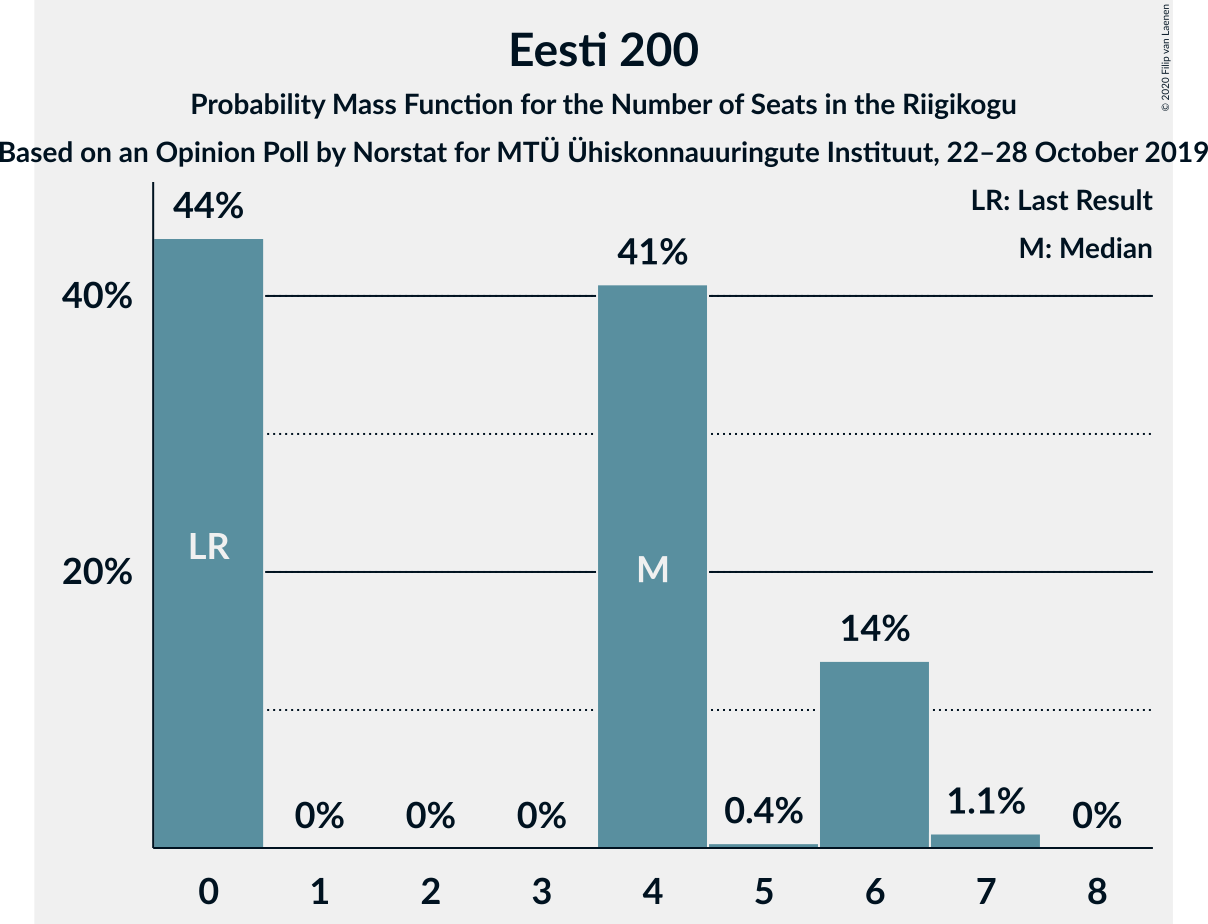 Eesti 200
Probability Mass Function for the Number of Seats in the Riigikogu
Based on an Opinion Poll by Norstat for MTÜ Ühiskonnauuringute Instituut, 22–28 October 2019
© 2020 Filip van Laenen
LR: Last Result
M: Median
44%
41%
40%
LR
M
20%
14%
0%
0%
0%
0.4%
1.1%
0%
0 1 2 3 4 5 6 7 8